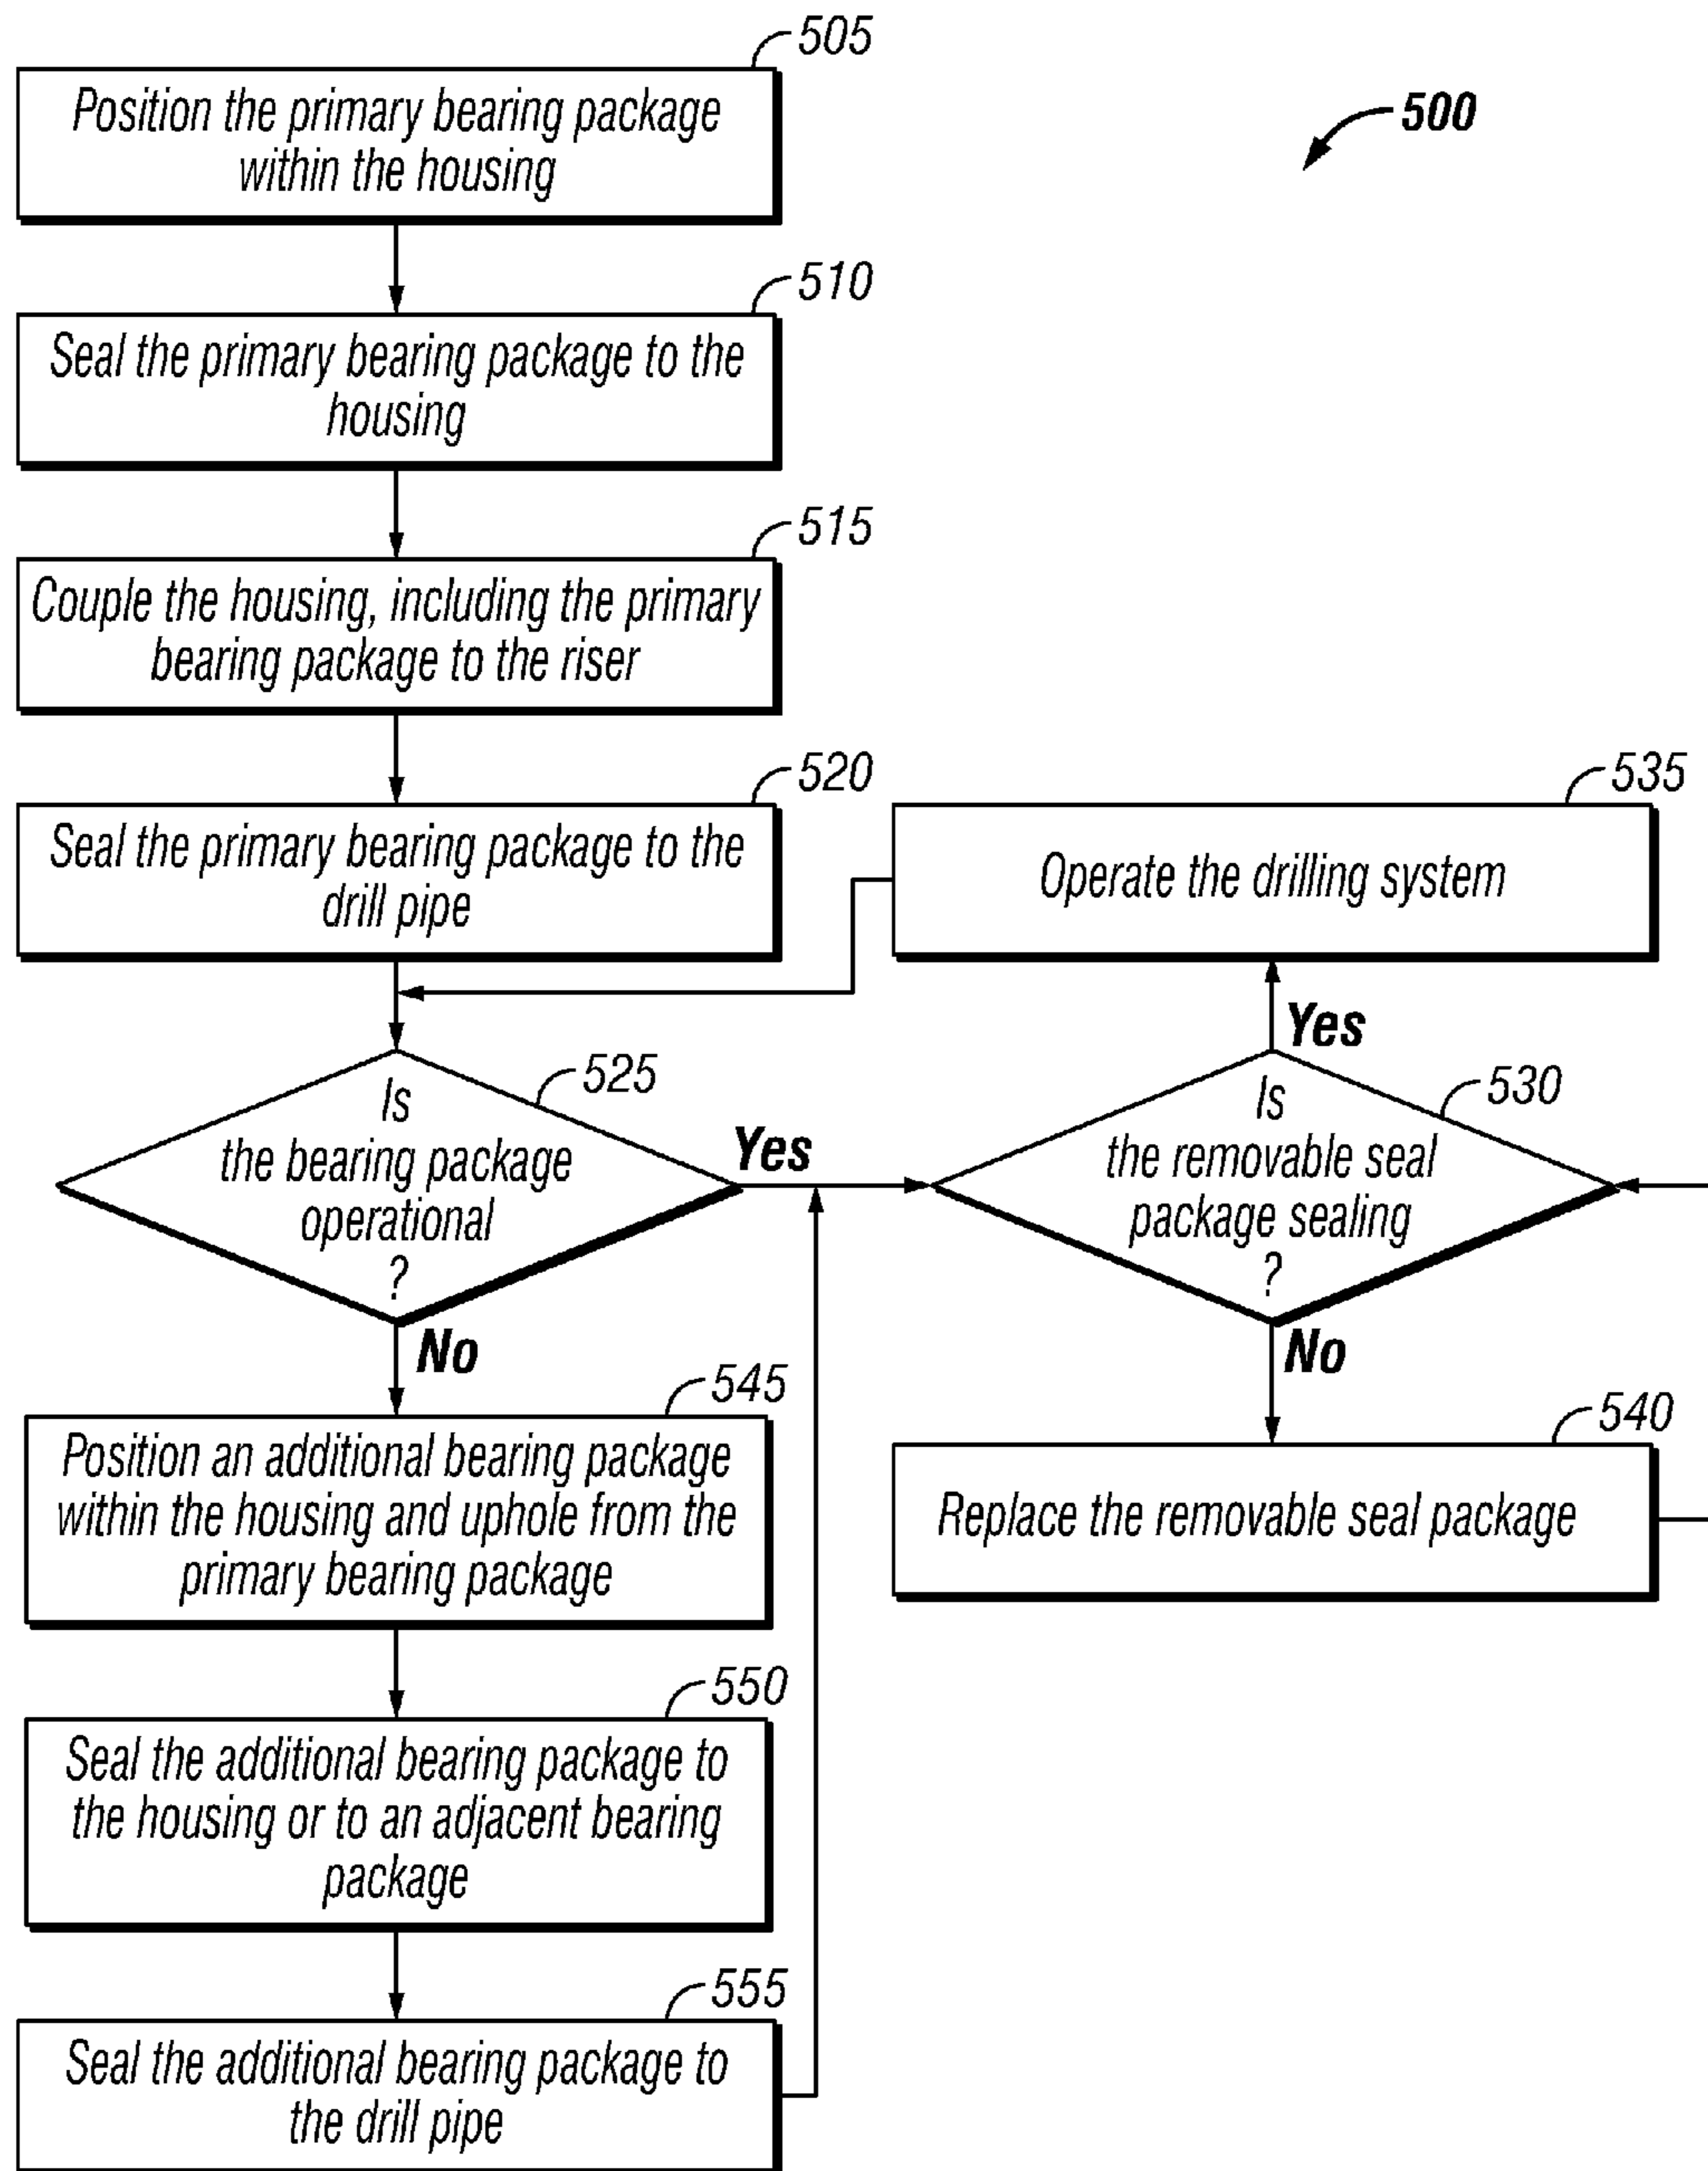 505
Position the primary bearing package
within the housing
500
510
Seal the primary bearing package to the
housing
515
Couple the housing, including the primary
bearing package to the riser
520
Seal the primary bearing package to the
drill pipe
535
Operate the drilling system
525
Is
the bearing package
operational
?
Yes
No
530
Is
the removable seal
package sealing
?
Yes
No
540
Replace the removable seal package
545
Position an additional bearing package
within the housing and uphole from the
primary bearing package
550
Seal the additional bearing package to
the housing or to an adjacent bearing
package
555
Seal the additional bearing package to
the drill pipe